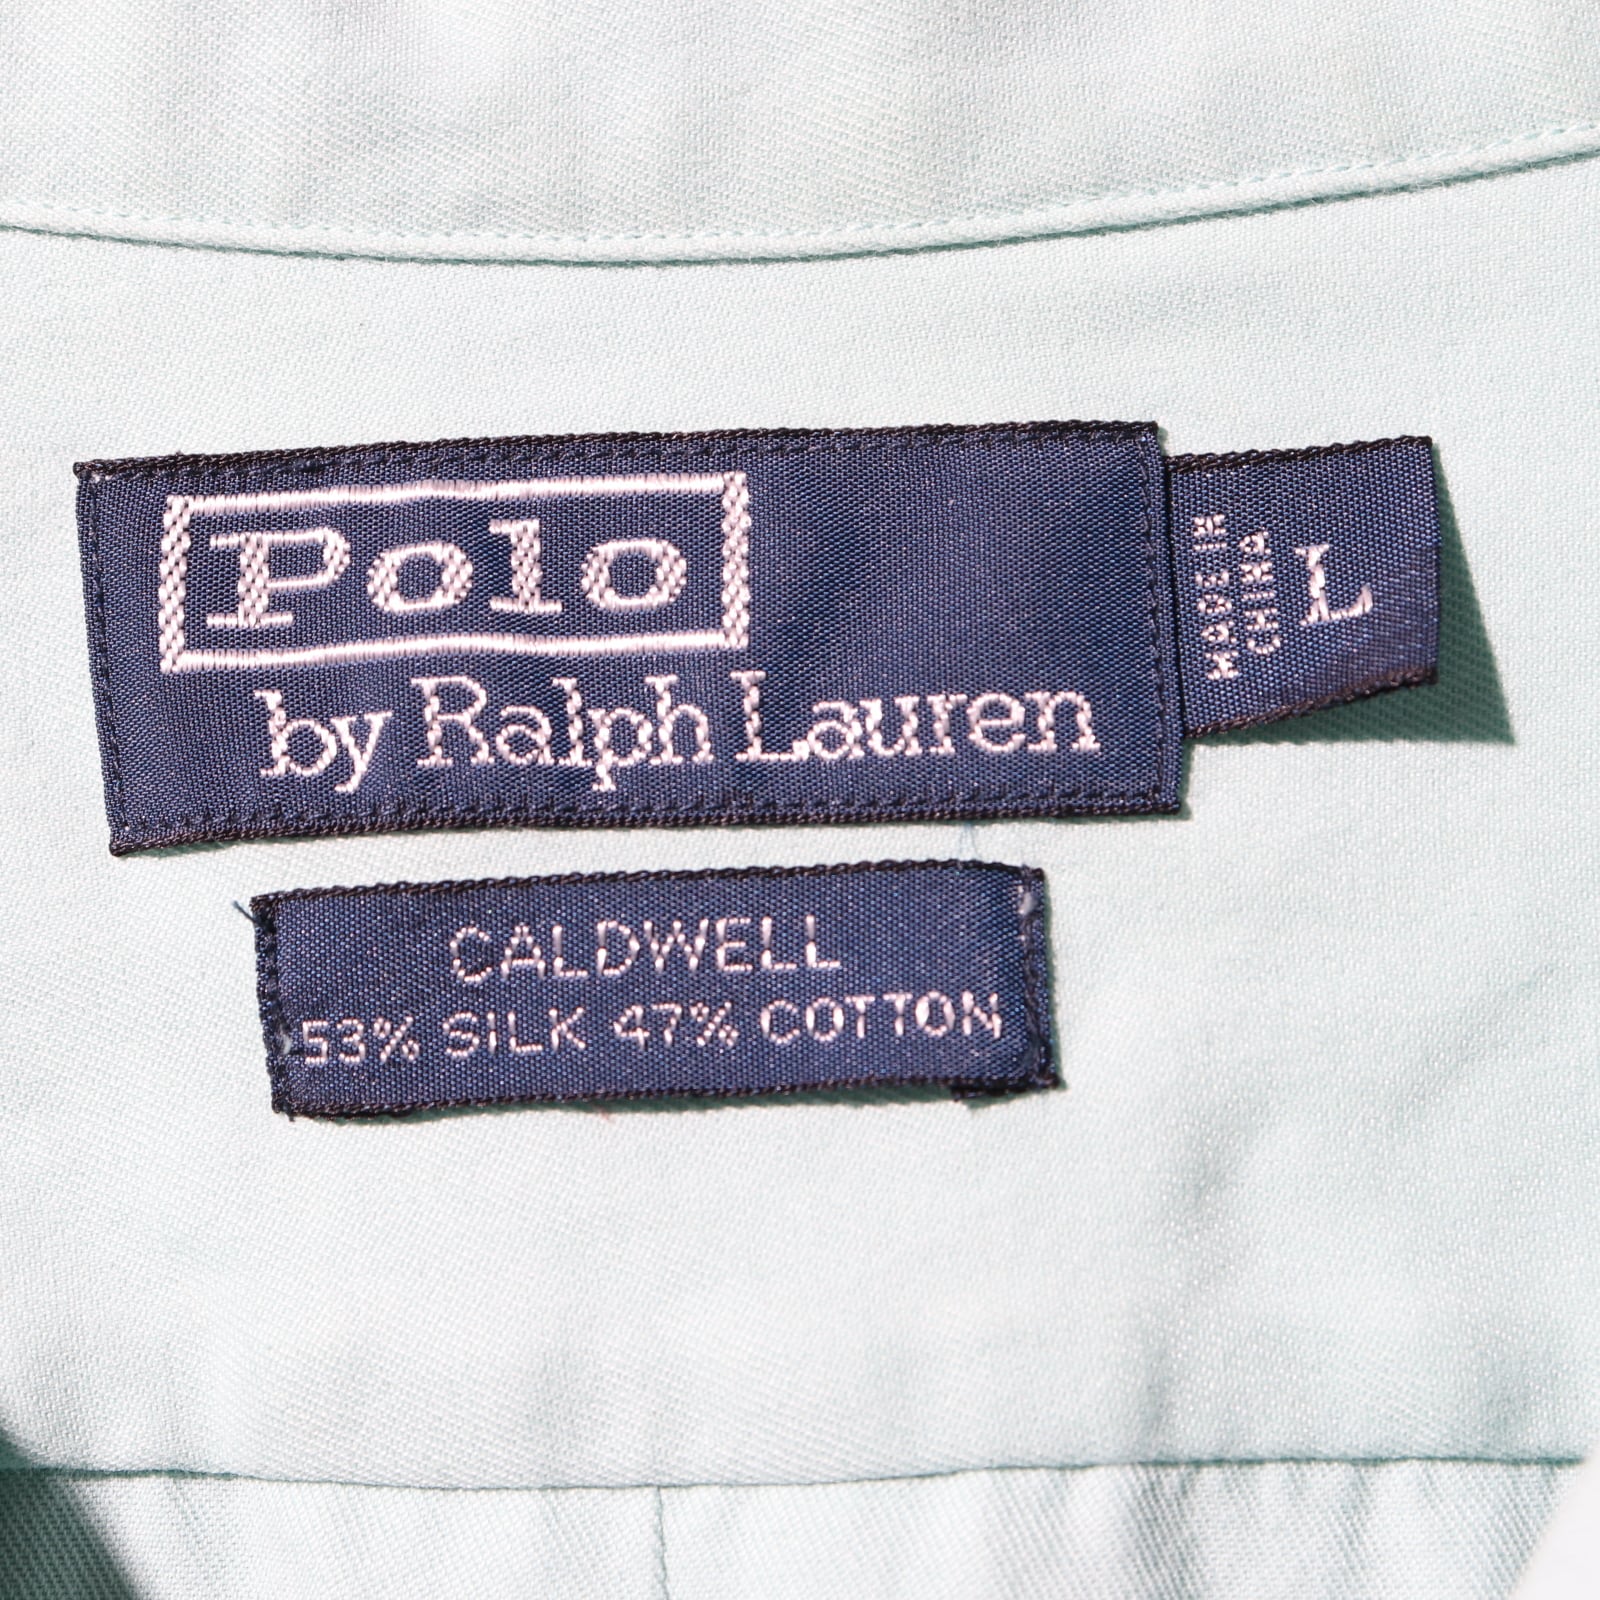 Polo
by Ralph Lauren
MADE IN
CHINA
L
CALDWELL
53% SILK 47% COTTON